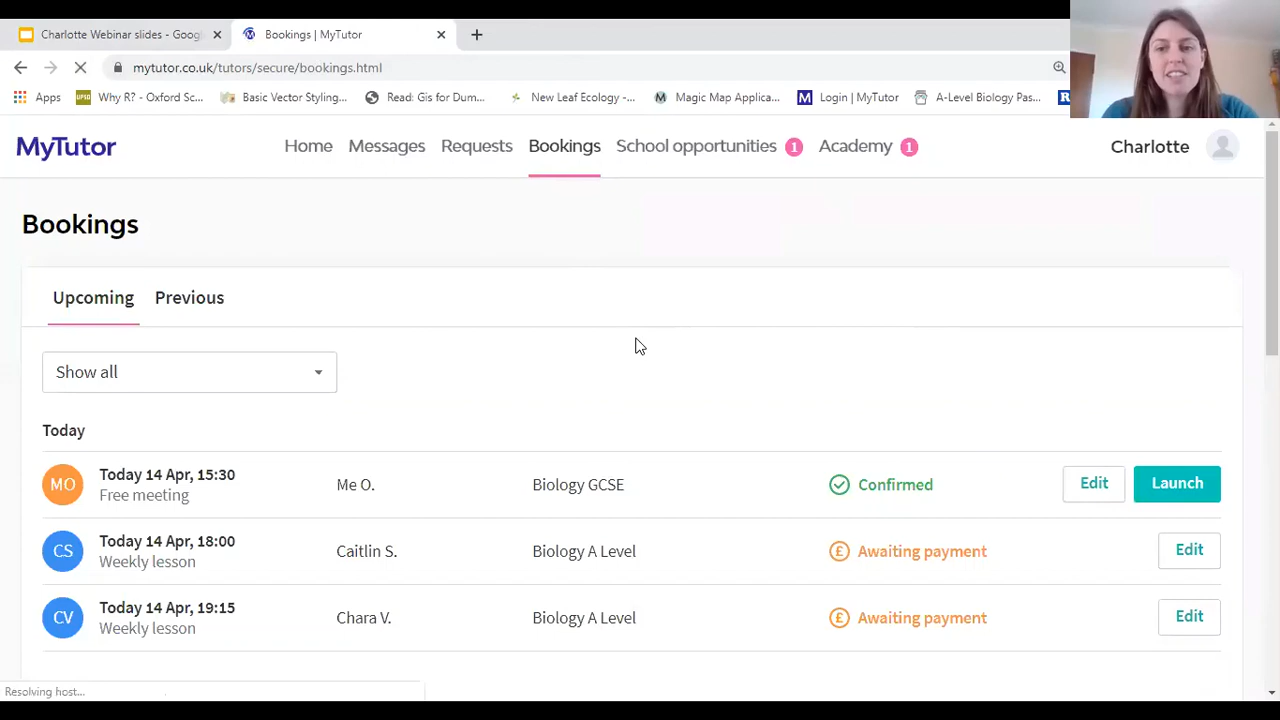 Charlotte Webinar slides - Goog
Bookings | MyTutor
mytutor.co.uk/tutors/secure/bookings.html
Apps
Why R? - Oxford Sc...
Basic Vector Styling...
Read: Gis for Dum...
New Leaf Ecology -...
Magic Map Applica...
Login | MyTutor
A-Level Biology Pas...
MyTutor
Home
Messages
Requests
Bookings
School opportunities 1
Academy 1
Charlotte
Bookings
Upcoming
Previous
Show all
Today
MO
Today 14 Apr, 15:30
Free meeting
Me O.
Biology GCSE
Confirmed
Edit
Launch
CS
Today 14 Apr, 18:00
Weekly lesson
Caitlin S.
Biology A Level
£ Awaiting payment
Edit
CV
Today 14 Apr, 19:15
Weekly lesson
Chara V.
Biology A Level
£ Awaiting payment
Edit
Resolving host...